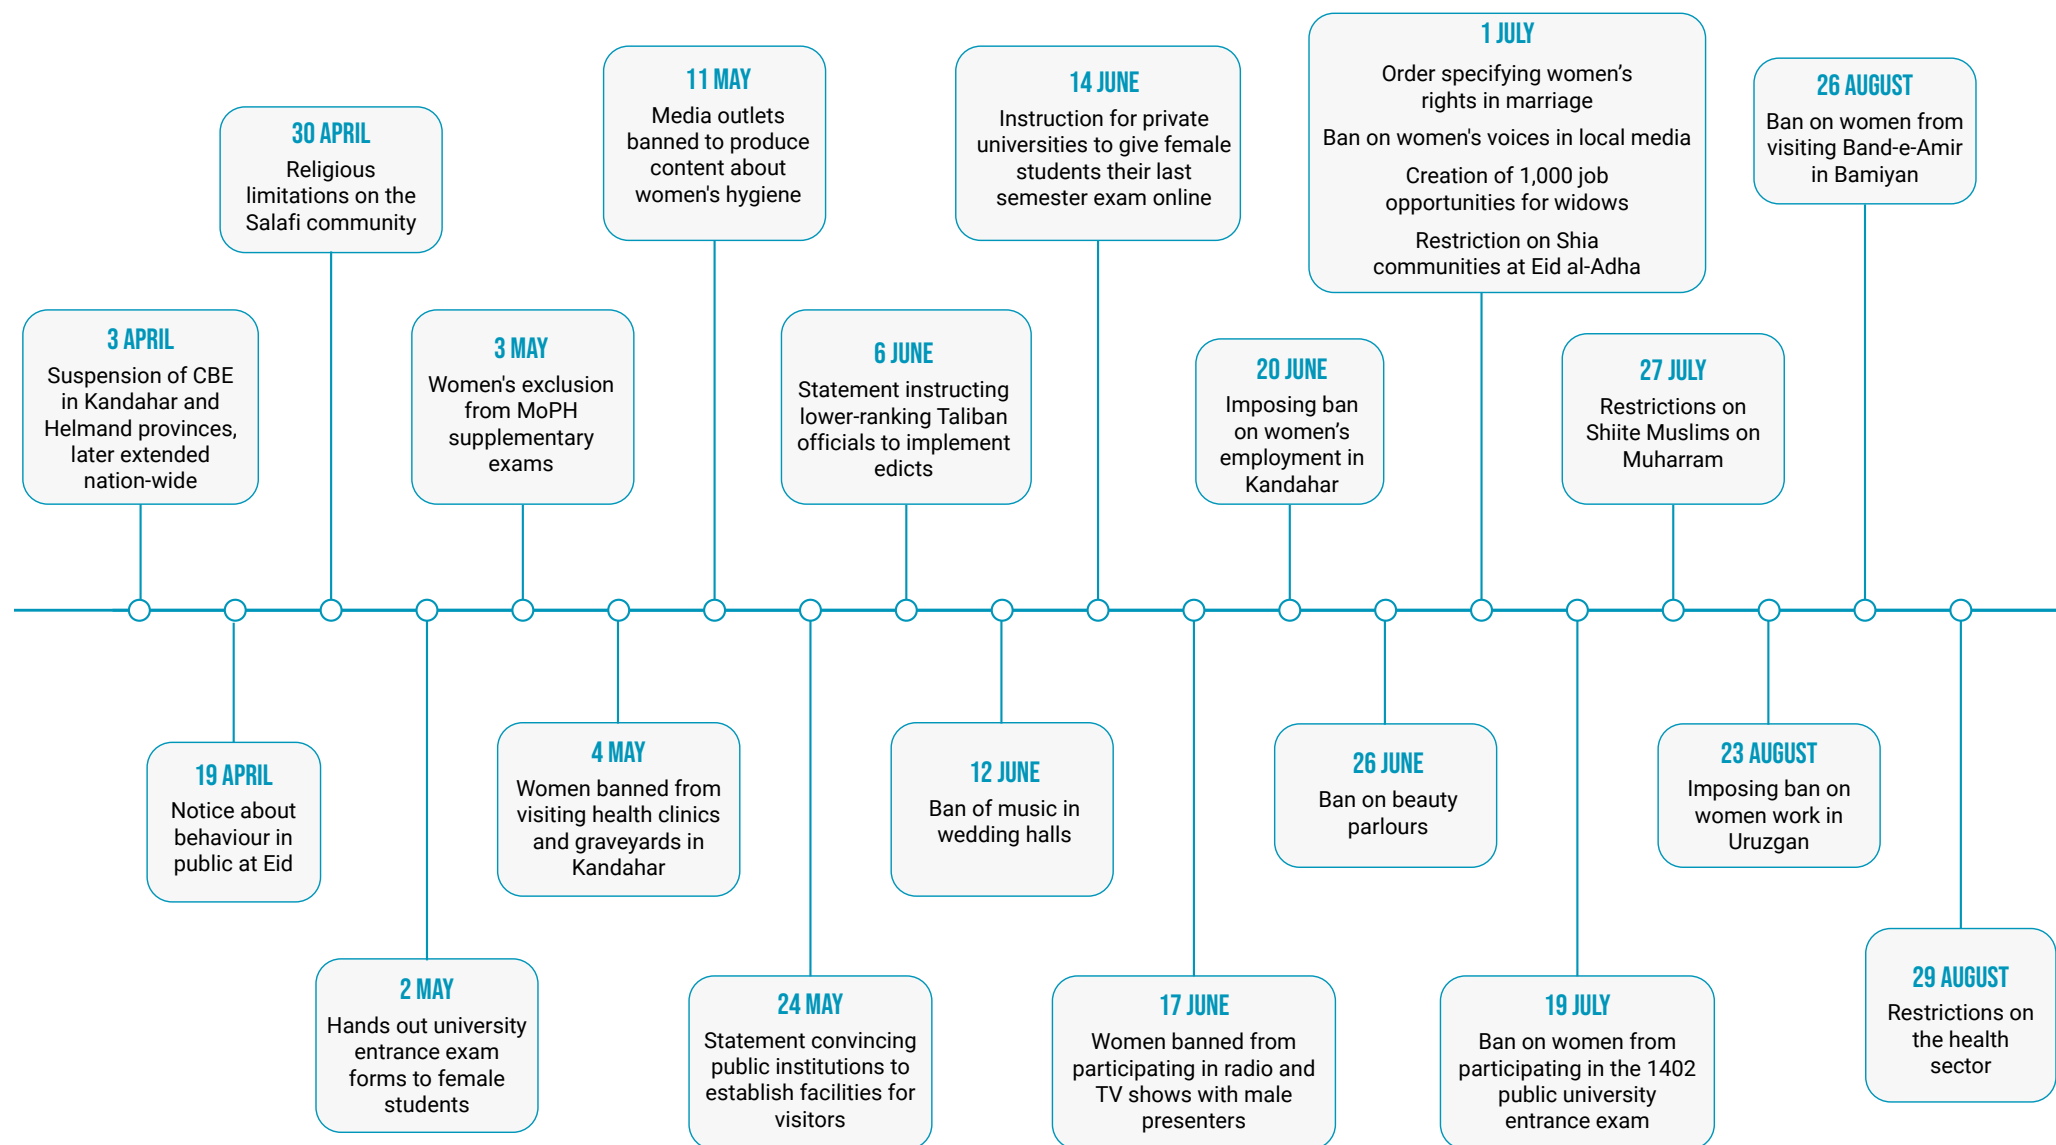 3 APRIL
Suspension of CBE
in Kandahar and
Helmand provinces,
later extended
nation-wide
19 APRIL
Notice about
behaviour in
public at Eid
30 APRIL
Religious
limitations on the
Salafi community
2 MAY
Hands out university
entrance exam
forms to female
students
3 MAY
Women's exclusion
from MoPH
supplementary
exams
4 MAY
Women banned from
visiting health clinics
and graveyards in
Kandahar
11 MAY
Media outlets
banned to produce
content about
women's hygiene
24 MAY
Statement convincing
public institutions to
establish facilities for
visitors
6 JUNE
Statement instructing
lower-ranking Taliban
officials to implement
edicts
12 JUNE
Ban of music in
wedding halls
14 JUNE
Instruction for private
universities to give female
students their last
semester exam online
17 JUNE
Women banned from
participating in radio and
TV shows with male
presenters
20 JUNE
Imposing ban
on women’s
employment in
Kandahar
26 JUNE
Ban on beauty
parlours
1 JULY
Order specifying women’s
rights in marriage
Ban on women's voices in local media
Creation of 1,000 job
opportunities for widows
Restriction on Shia
communities at Eid al-Adha
19 JULY
Ban on women from
participating in the 1402
public university
entrance exam
27 JULY
Restrictions on
Shiite Muslims on
Muharram
23 AUGUST
Imposing ban on
women work in
Uruzgan
26 AUGUST
Ban on women from
visiting Band-e-Amir
in Bamiyan
29 AUGUST
Restrictions on
the health
sector